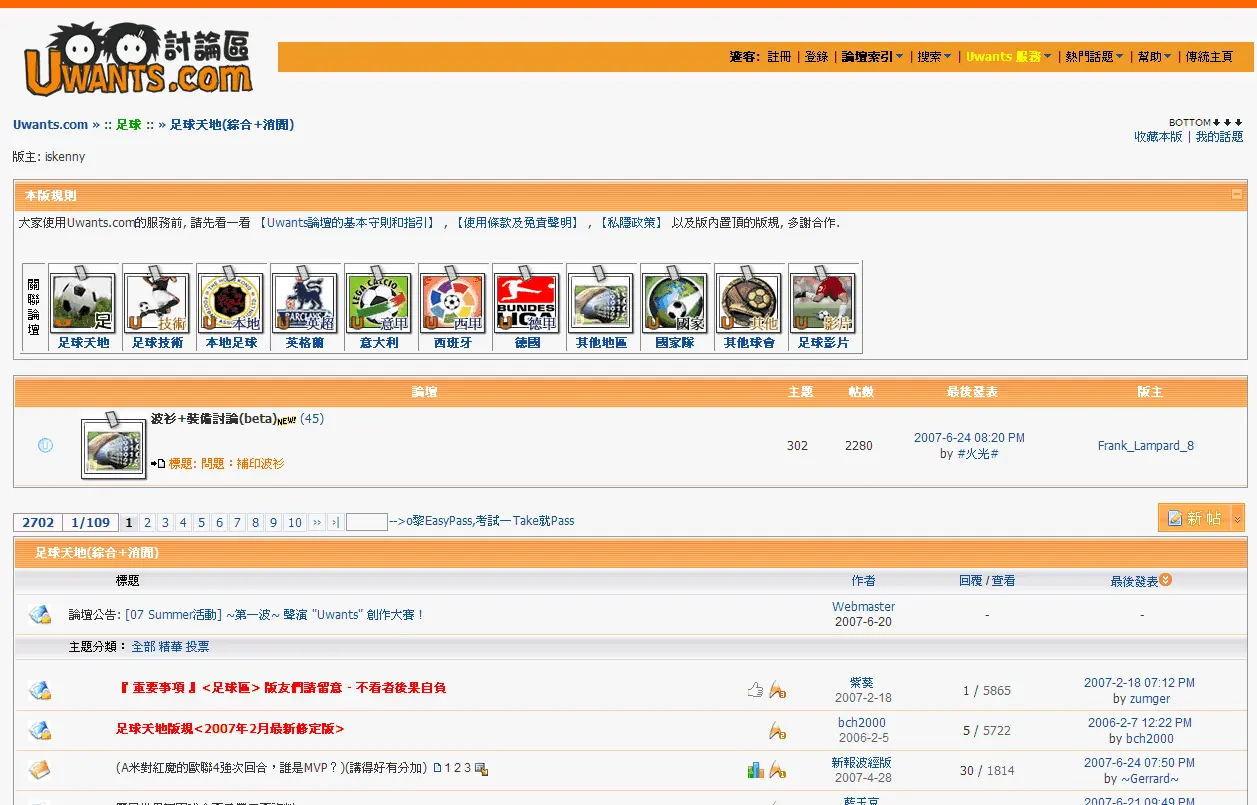 討論區
UWANTS.com
遊客: 註冊 | 登錄 | 論壇索引 | 搜索 | Uwants 服務 | 熱門話題 | 幫助 | 傳統主頁
Uwants.com » :: 足球 :: » 足球天地(綜合+消閒)
BOTTOM
收藏本版 | 我的話題
版主: iskenny
本版規則
大家使用Uwants.com的服務前, 請先看一看 【Uwants論壇的基本守則和指引】 , 【使用條款及免責聲明】 , 【私隱政策】 以及版內置頂的版規, 多謝合作.
關聯論壇
足 技術 本地 英超 意甲 西甲 德甲 國家 其他 影片
足球天地 足球技術 本地足球 英格蘭 意大利 西班牙 德國 其他地區 國家隊 其他球會 足球影片
論壇 主題 帖數 最後發表 版主
波衫+裝備討論(beta) NEW! (45)
標題: 問題：補印波衫
302 2280 2007-6-24 08:20 PM Frank_Lampard_8
by #火光#
2702 1/109 1 2 3 4 5 6 7 8 9 10 ›› ›| -->o黎EasyPass,考試一Take就Pass
新帖
足球天地(綜合+消閒)
標題 作者 回覆 / 查看 最後發表
論壇公告: [07 Summer活動] ~第一波~ 聲演 "Uwants" 創作大賽！ Webmaster - -
2007-6-20
主題分類： 全部 精華 投票
『 重要事項 』<足球區> 版友們請留意 - 不看者後果自負 紫葵 1 / 5865 2007-2-18 07:12 PM
2007-2-18 by zumger
足球天地版規<2007年2月最新修定版> bch2000 5 / 5722 2006-2-7 12:22 PM
2006-2-5 by bch2000
(A米對紅魔的歐聯4強次回合，誰是MVP？)(講得好有分加) 1 2 3 新報波經版 30 / 1814 2006-6-24 07:50 PM
2007-4-28 by ~Gerrard~
2007-6-21 09:49 PM